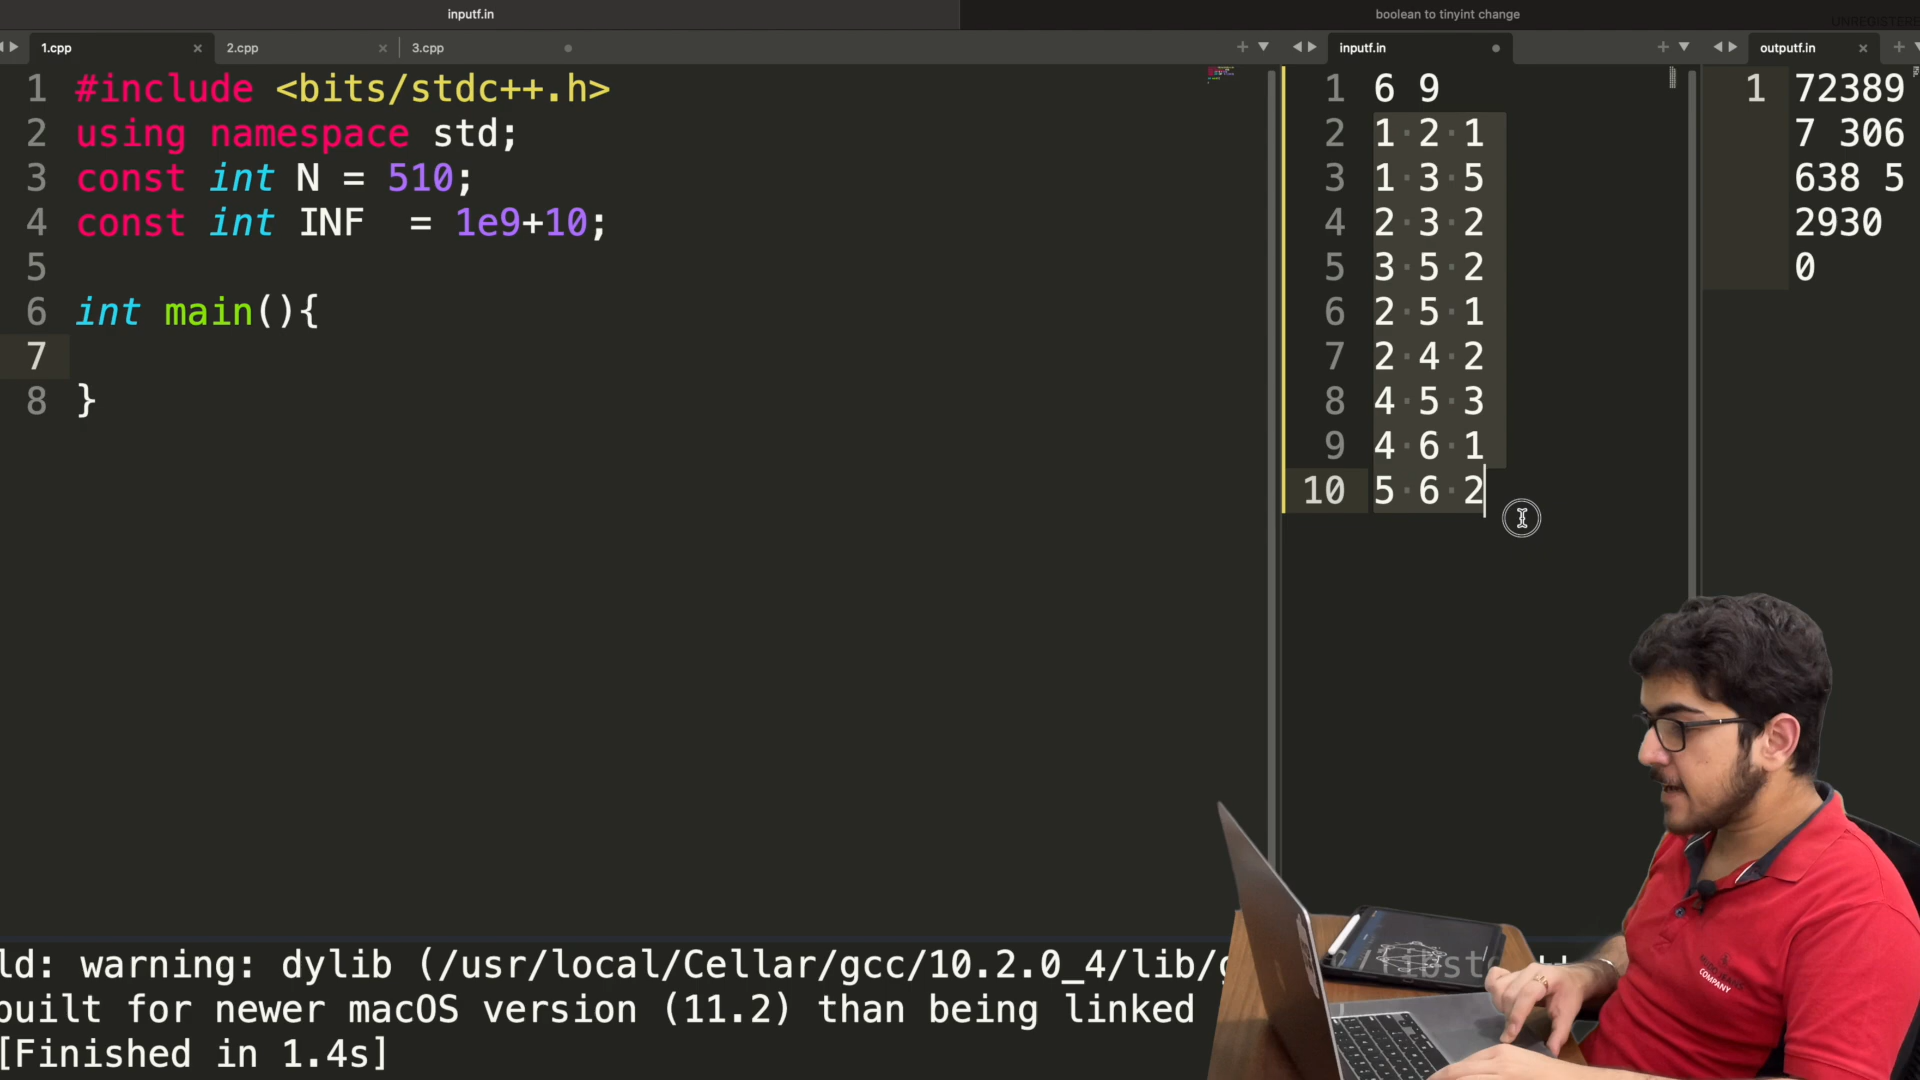 inputf.in
boolean to tinyint change
UNREGISTERE
1.cpp
2.cpp
3.cpp
inputf.in
outputf.in
1 #include <bits/stdc++.h>
2 using namespace std;
3 const int N = 510;
4 const int INF  = 1e9+10;
5
6 int main(){
7
8 }
1 6 9
2 1 2 1
3 1 3 5
4 2 3 2
5 3 5 2
6 2 5 1
7 2 4 2
8 4 5 3
9 4 6 1
10 5 6 2
1 72389
7 306
638 5
2930
0
ld: warning: dylib (/usr/local/Cellar/gcc/10.2.0_4/lib/g
built for newer macOS version (11.2) than being linked
[Finished in 1.4s]
COMPANY